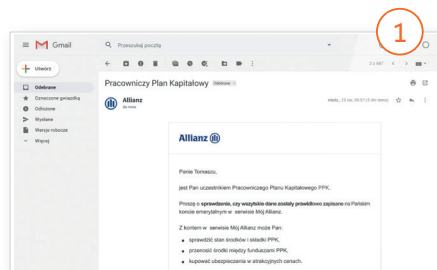 1
Gmail
Przeszukaj pocztę
Utwórz
Odebrane
Oznaczone gwiazdką
Odłożone
Wysłane
Wersje robocze
Więcej
Pracowniczy Plan Kapitałowy Odebrane
Allianz
do mnie
Allianz
Panie Tomaszu,
jest Pan uczestnikiem Pracowniczego Planu Kapitałowego PPK.
Proszę o sprawdzenie, czy wszystkie dane zostały prawidłowo zapisane na Pańskim
koncie emerytalnym w serwisie Mój Allianz.
Z kontem w serwisie Mój Allianz może Pan:
sprawdzić stan środków i składki PPK,
przenosić środki między funduszami PPK,
kupować ubezpieczenia w atrakcyjnych cenach.